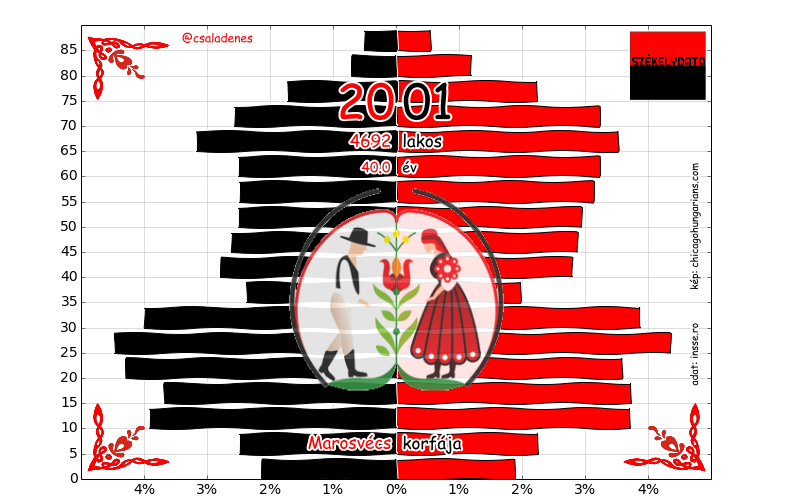 @csaladenes
SZÉKELYDATA
2001
4692 lakos
40.0 év
kép: chicagohungarians.com
adat: insse.ro
Marosvécs korfája
85
80
75
70
65
60
55
50
45
40
35
30
25
20
15
10
5
0
4% 3% 2% 1% 0% 1% 2% 3% 4%